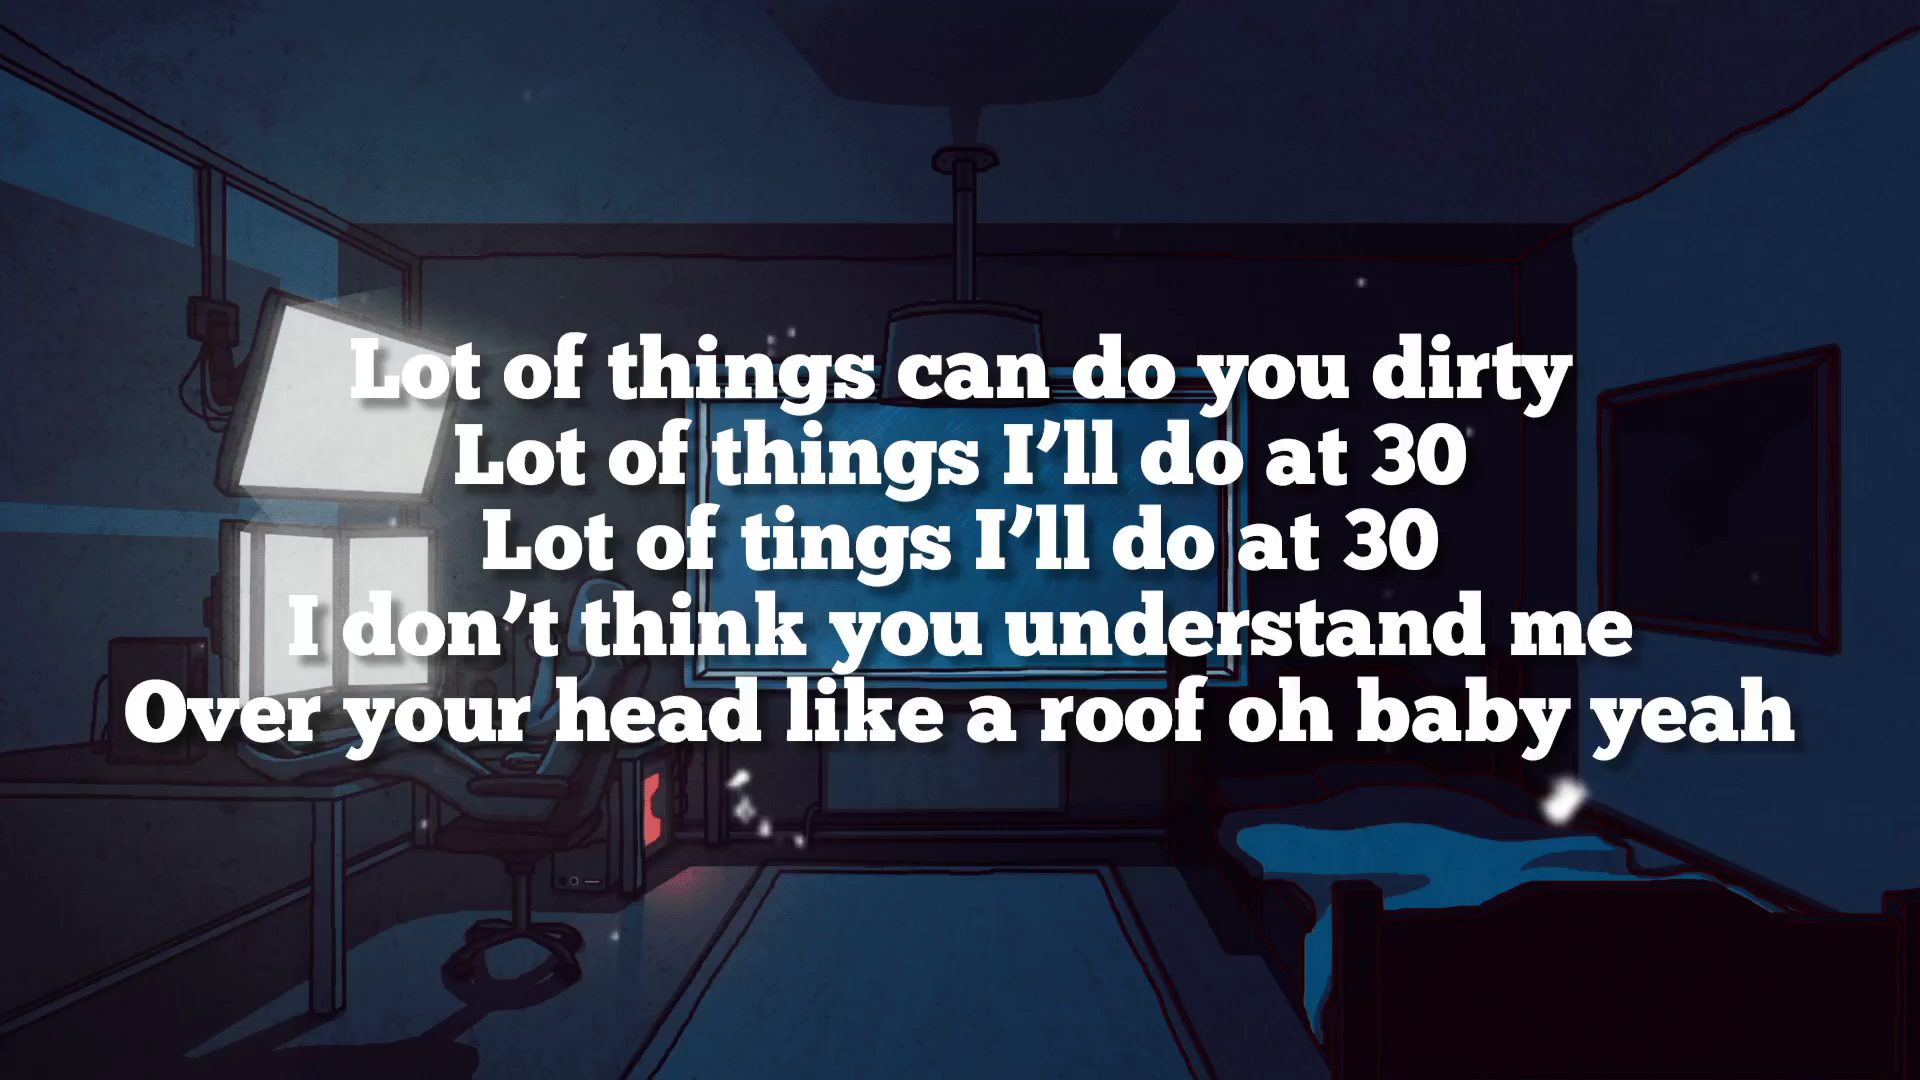 Lot of things can do you dirty
Lot of things I’ll do at 30
Lot of tings I’ll do at 30
I don’t think you understand me
Over your head like a roof oh baby yeah